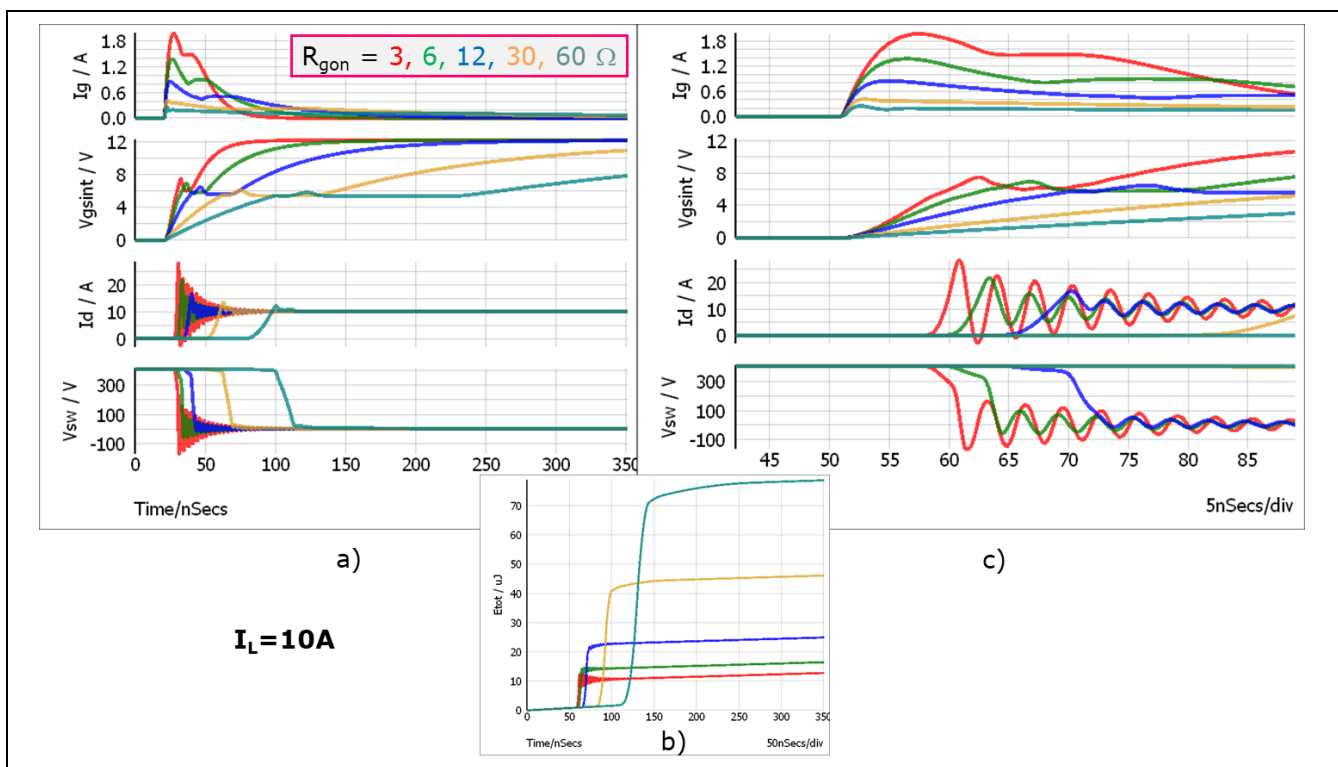 R_gon = 3, 6, 12, 30, 60 Ω
Ig / A
1.8
1.2
0.6
0.0
Vgsint / V
12
8
4
0
Id / A
20
10
0
Vsw / V
300
100
-100
0 50 100 150 200 250 300 350
Time/nSecs
a)
Ig / A
1.8
1.2
0.6
0.0
Vgsint / V
12
8
4
0
Id / A
20
10
0
Vsw / V
300
100
-100
45 50 55 60 65 70 75 80 85
5nSecs/div
c)
Etot / uJ
70
60
50
40
30
20
10
0
0 50 100 150 200 250 300 350
Time/nSecs 50nSecs/div
b)
I_L=10A